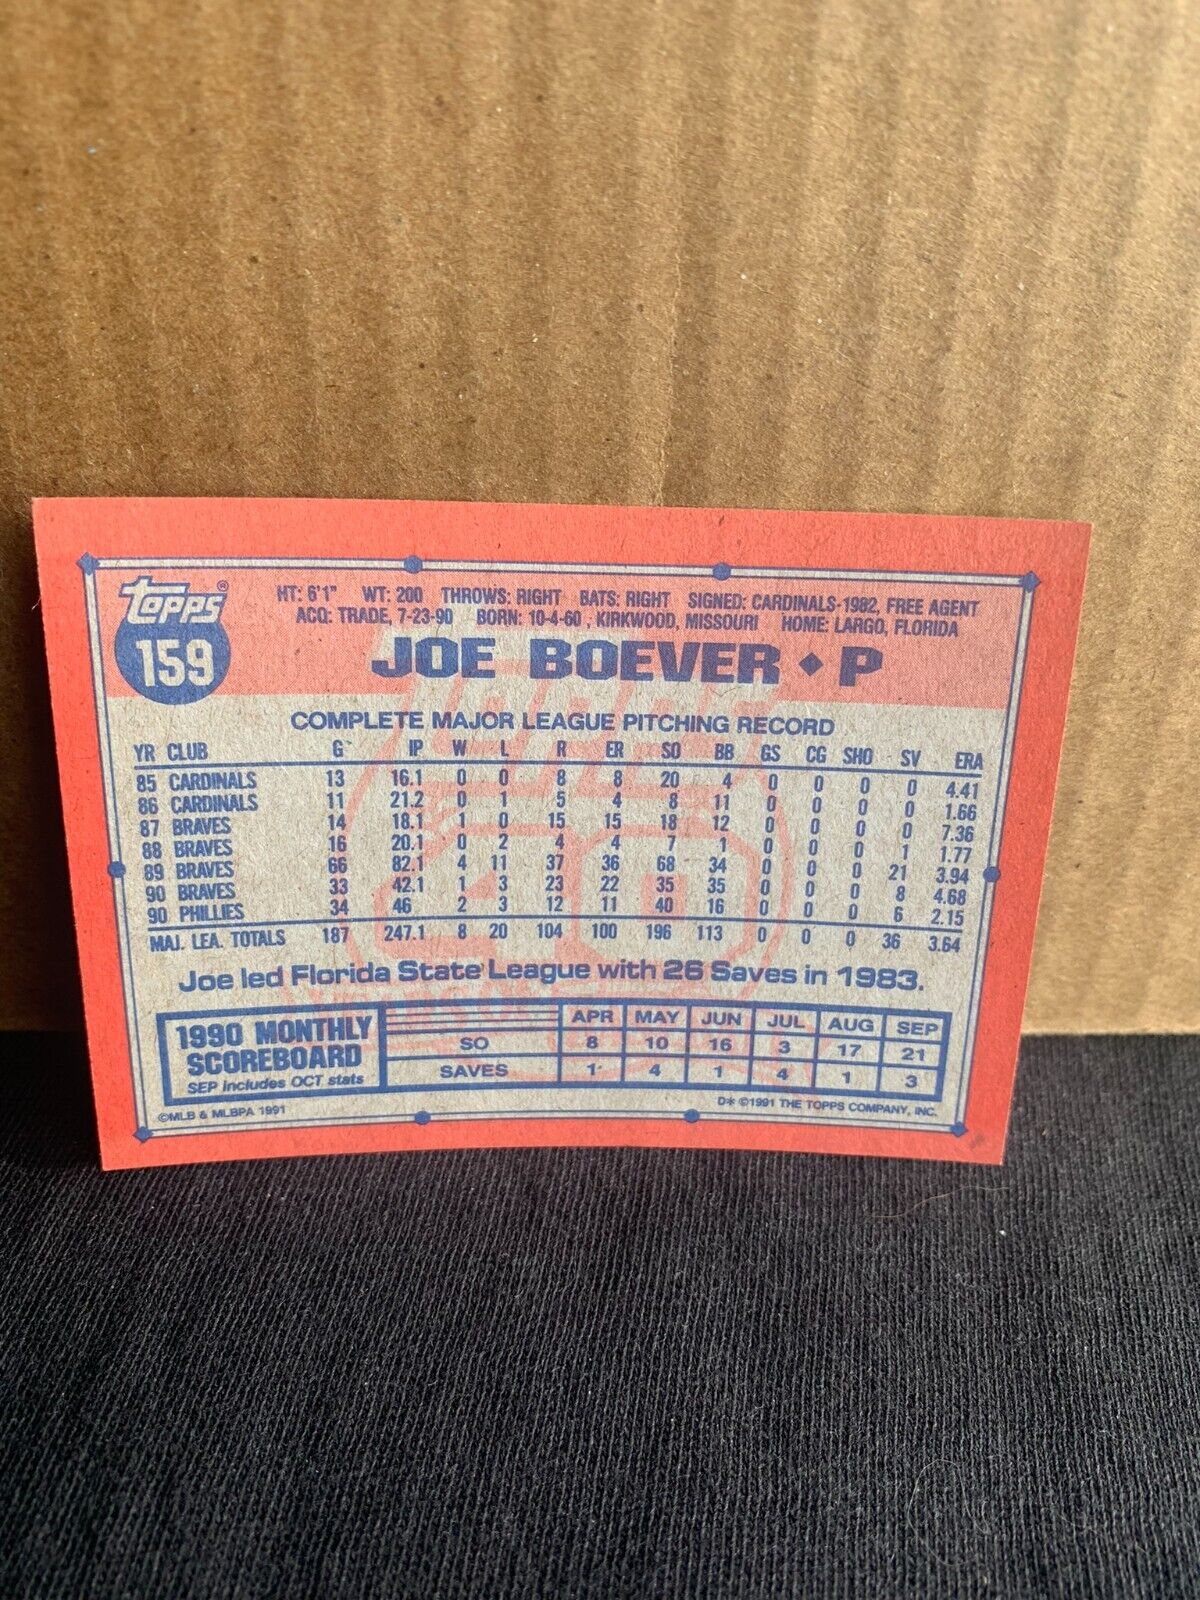 topps®
159
HT: 6'1" WT: 200 THROWS: RIGHT BATS: RIGHT SIGNED: CARDINALS-1982, FREE AGENT
ACQ: TRADE, 7-23-90 BORN: 10-4-60 , KIRKWOOD, MISSOURI HOME: LARGO, FLORIDA
JOE BOEVER ◆ P
COMPLETE MAJOR LEAGUE PITCHING RECORD
YR CLUB G IP W L R ER SO BB GS CG SHO SV ERA
85 CARDINALS 13 16.1 0 0 8 8 20 4 0 0 0 0 4.41
86 CARDINALS 11 21.2 0 1 5 4 8 11 0 0 0 0 1.66
87 BRAVES 14 18.1 1 0 15 15 18 12 0 0 0 0 7.36
88 BRAVES 16 20.1 0 2 4 4 7 1 0 0 0 1 1.77
89 BRAVES 66 82.1 4 11 37 36 68 34 0 0 0 21 3.94
90 BRAVES 33 42.1 1 3 23 22 35 35 0 0 0 8 4.68
90 PHILLIES 34 46 2 3 12 11 40 16 0 0 0 6 2.15
MAJ. LEA. TOTALS 187 247.1 8 20 104 100 196 113 0 0 0 36 3.64
Joe led Florida State League with 26 Saves in 1983.
1990 MONTHLY SCOREBOARD
SEP includes OCT stats
APR MAY JUN JUL AUG SEP
SO 8 10 16 3 17 21
SAVES 1 4 1 4 1 3
©MLB & MLBPA 1991
D* ©1991 THE TOPPS COMPANY, INC.